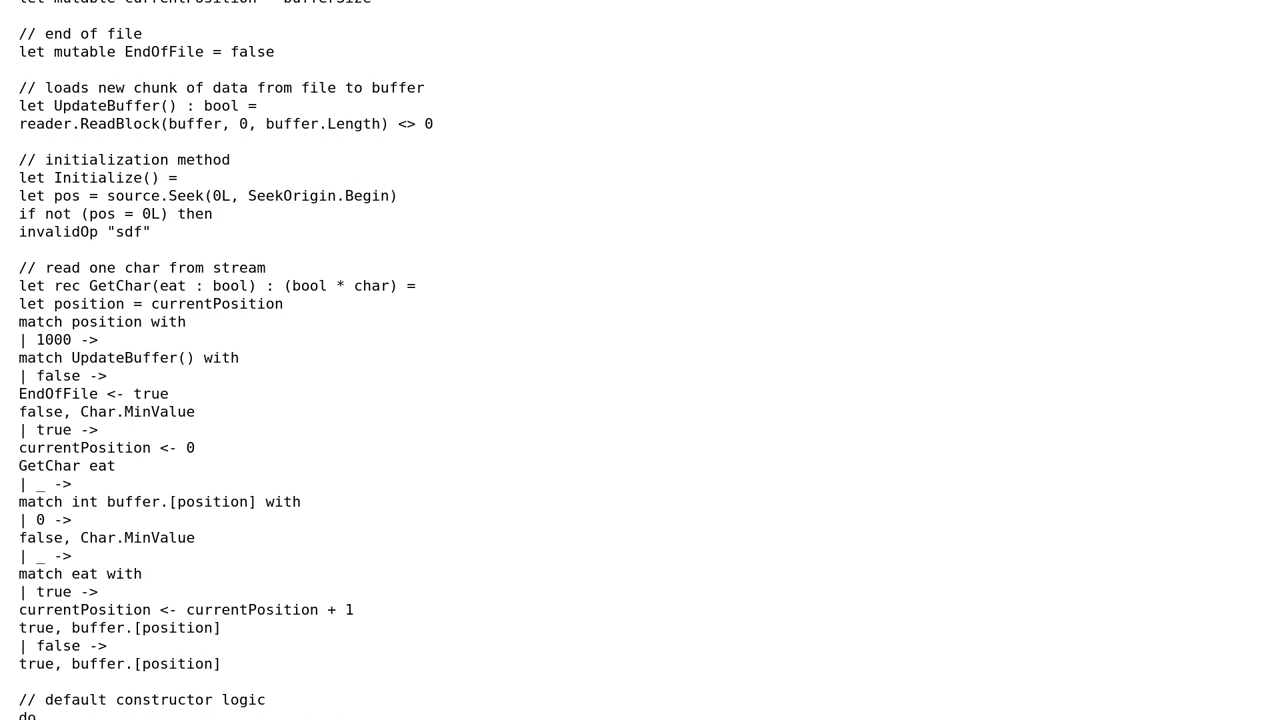 let mutable currentPosition = bufferSize
// end of file
let mutable EndOfFile = false
// loads new chunk of data from file to buffer
let UpdateBuffer() : bool =
reader.ReadBlock(buffer, 0, buffer.Length) <> 0
// initialization method
let Initialize() =
let pos = source.Seek(0L, SeekOrigin.Begin)
if not (pos = 0L) then
invalidOp "sdf"
// read one char from stream
let rec GetChar(eat : bool) : (bool * char) =
let position = currentPosition
match position with
| 1000 ->
match UpdateBuffer() with
| false ->
EndOfFile <- true
false, Char.MinValue
| true ->
currentPosition <- 0
GetChar eat
| _ ->
match int buffer.[position] with
| 0 ->
false, Char.MinValue
| _ ->
match eat with
| true ->
currentPosition <- currentPosition + 1
true, buffer.[position]
| false ->
true, buffer.[position]
// default constructor logic
do